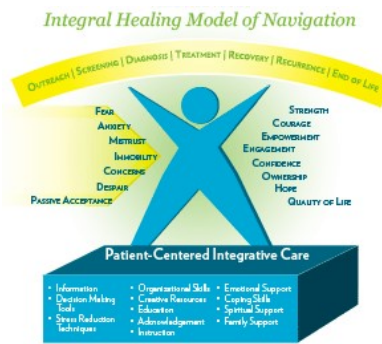 Integral Healing Model of Navigation
Outreach | Screening | Diagnosis | Treatment | Recovery | Recurrence | End of Life
Fear
Anxiety
Mistrust
Immobility
Concerns
Despair
Passive Acceptance
Strength
Courage
Empowerment
Engagement
Confidence
Ownership
Hope
Quality of Life
Patient-Centered Integrative Care
• Information
• Decision Making
Tools
• Stress Reduction
Techniques
• Organizational Skills
• Creative Resources
• Education
• Acknowledgement
• Instruction
• Emotional Support
• Coping Skills
• Spiritual Support
• Family Support